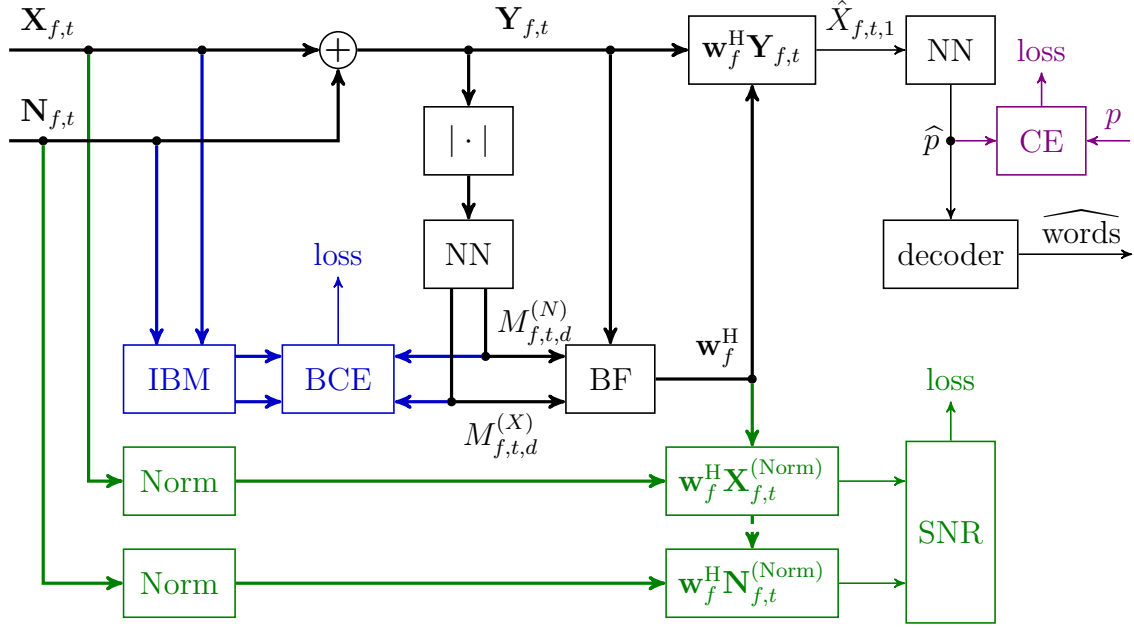 𝐗_{f,t}
𝐘_{f,t}
X̂_{f,t,1}
+
𝐰_f^H 𝐘_{f,t}
NN
loss
𝐍_{f,t}
|·|
p̂
CE
p
NN
decoder
\widehat{words}
loss
M_{f,t,d}^{(N)}
𝐰_f^H
IBM
BCE
BF
loss
M_{f,t,d}^{(X)}
Norm
𝐰_f^H 𝐗_{f,t}^{(Norm)}
SNR
Norm
𝐰_f^H 𝐍_{f,t}^{(Norm)}